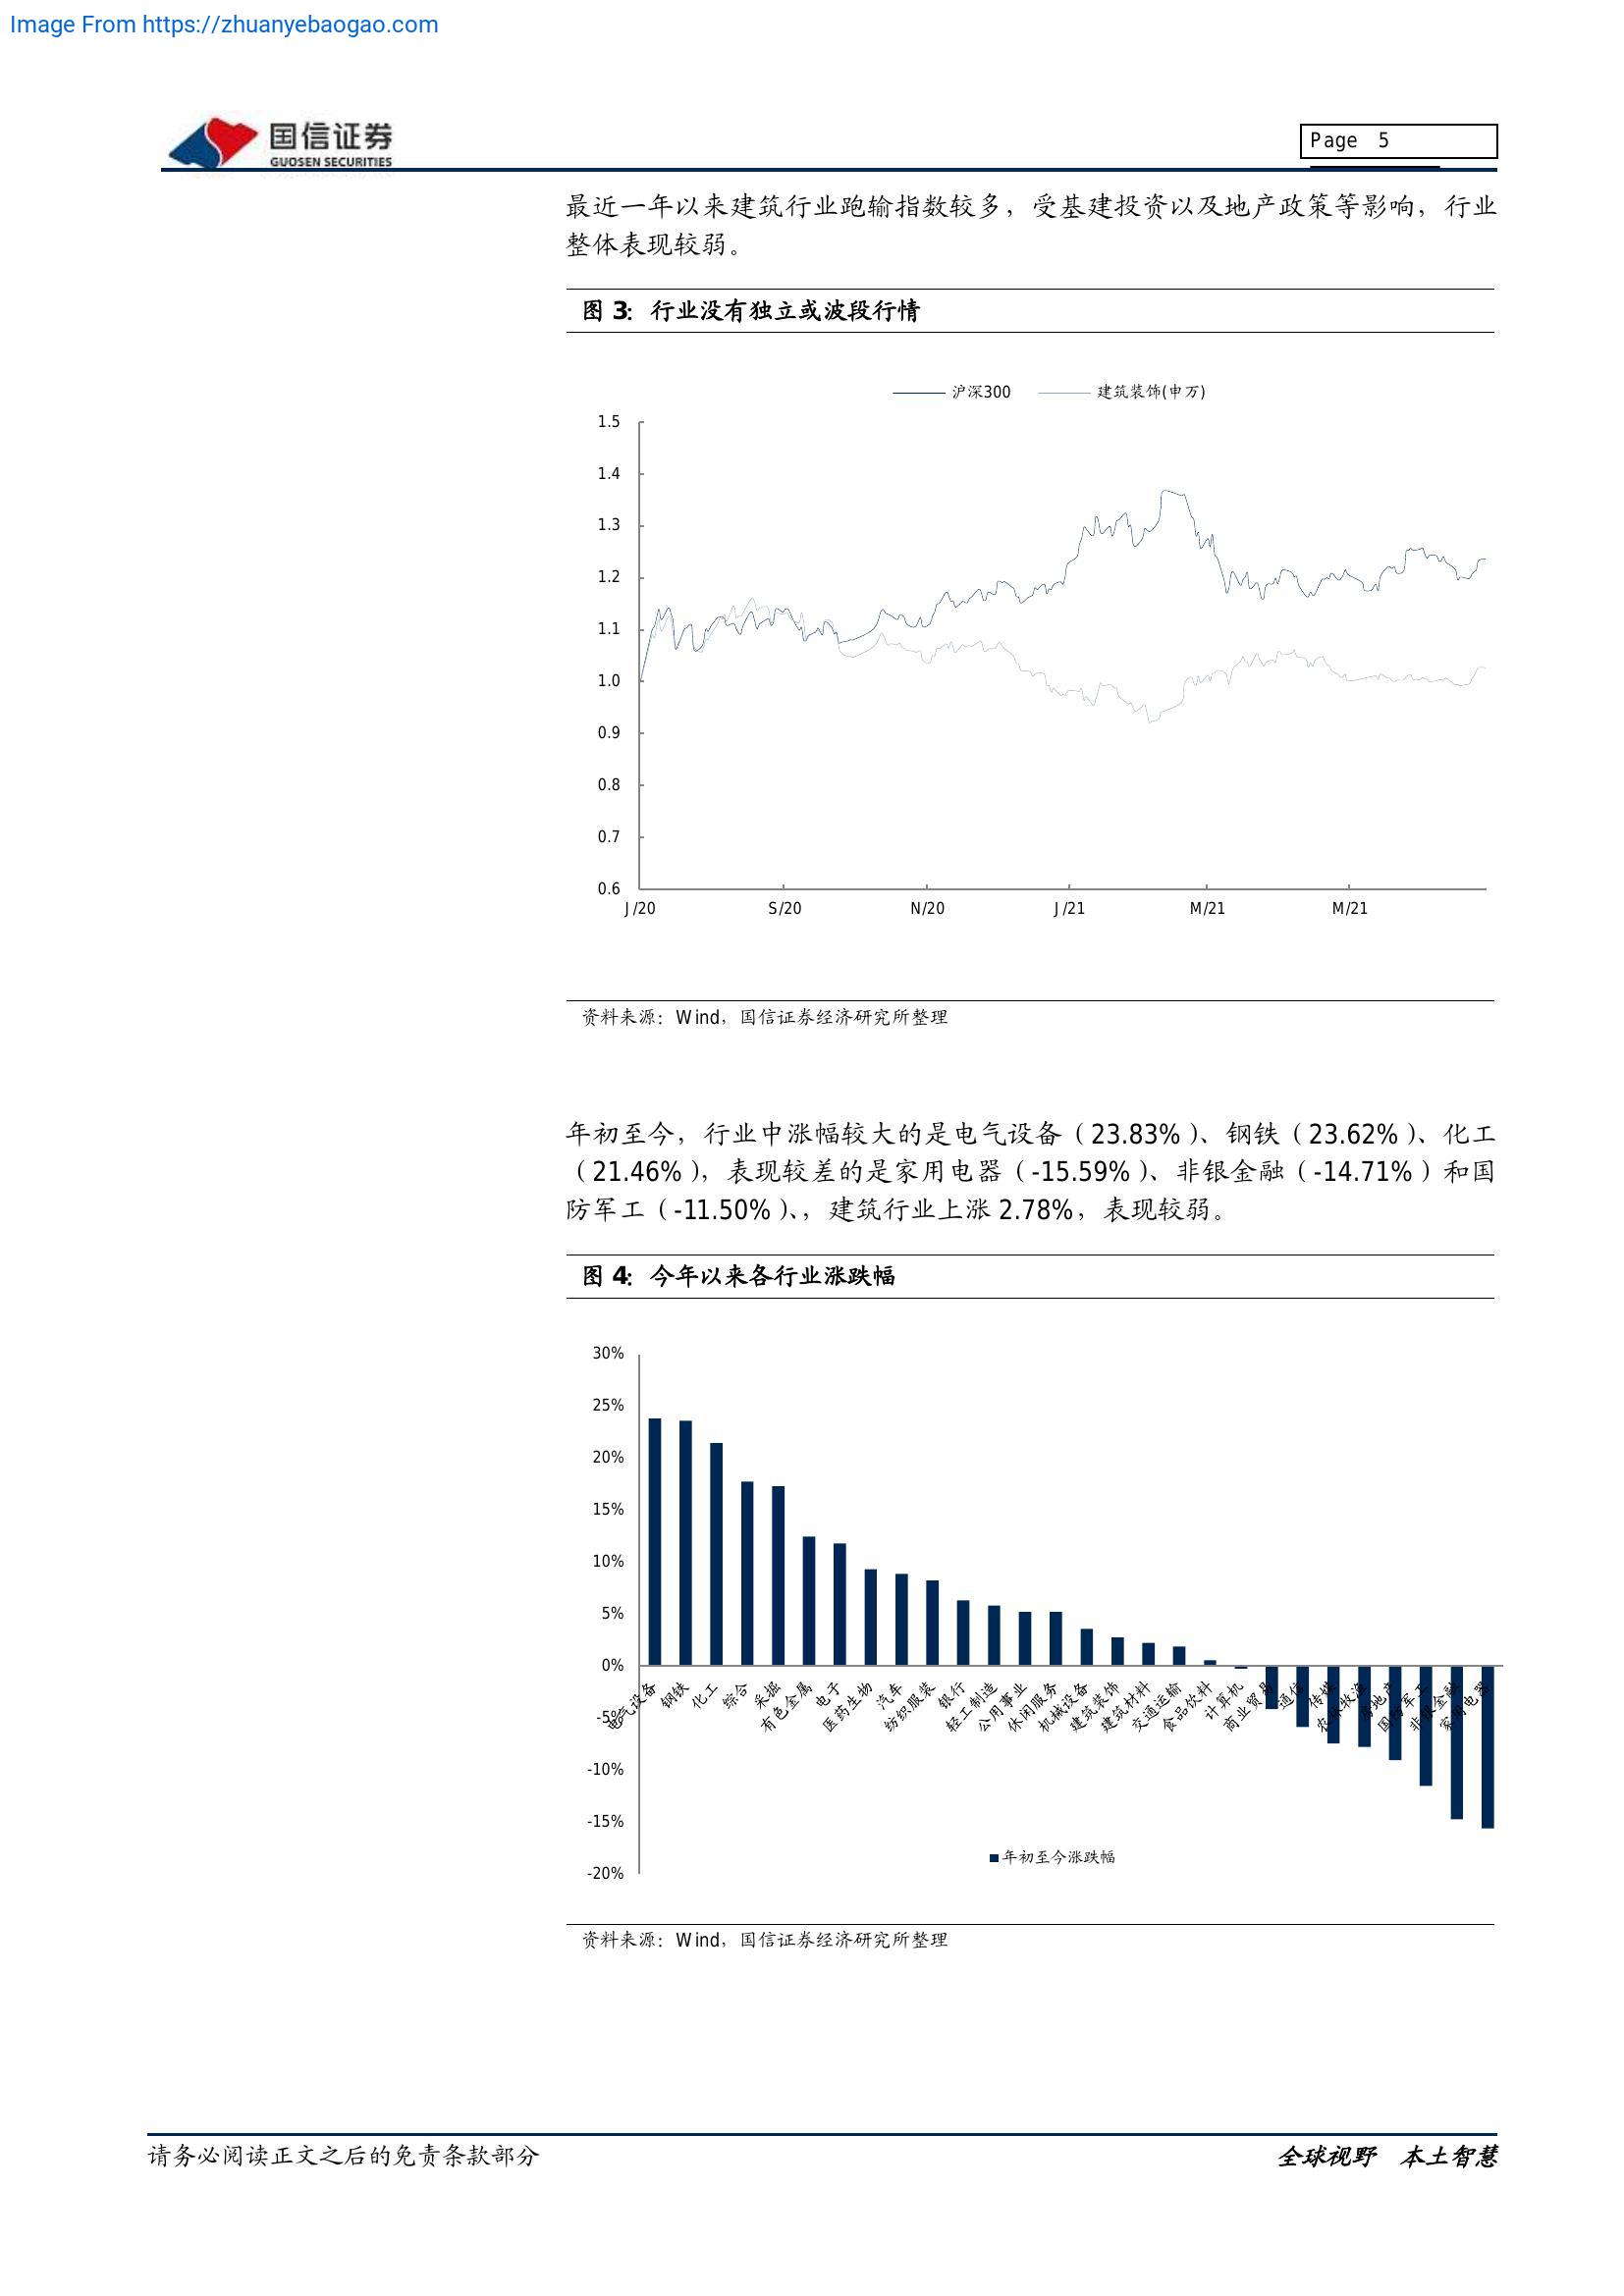 Image From https://zhuanyebaogao.com
国信证券
GUOSEN SECURITIES
Page 5
最近一年以来建筑行业跑输指数较多，受基建投资以及地产政策等影响，行业
整体表现较弱。
图 3：行业没有独立或波段行情
沪深300 建筑装饰(申万)
1.5
1.4
1.3
1.2
1.1
1.0
0.9
0.8
0.7
0.6
J/20 S/20 N/20 J/21 M/21 M/21
资料来源：Wind，国信证券经济研究所整理
年初至今，行业中涨幅较大的是电气设备（23.83%）、钢铁（23.62%）、化工
（21.46%），表现较差的是家用电器（-15.59%）、非银金融（-14.71%）和国
防军工（-11.50%）、，建筑行业上涨 2.78%，表现较弱。
图 4：今年以来各行业涨跌幅
30%
25%
20%
15%
10%
5%
0%
-5%
-10%
-15%
-20%
电气设备 钢铁 化工 综合 采掘 有色金属 电子 医药生物 汽车 纺织服装 银行 轻工制造 公用事业 休闲服务 机械设备 建筑装饰 建筑材料 交通运输 食品饮料 计算机 商业贸易 通信 传媒 农林牧渔 房地产 国防军工 非银金融 家用电器
年初至今涨跌幅
资料来源：Wind，国信证券经济研究所整理
请务必阅读正文之后的免责条款部分
全球视野 本土智慧